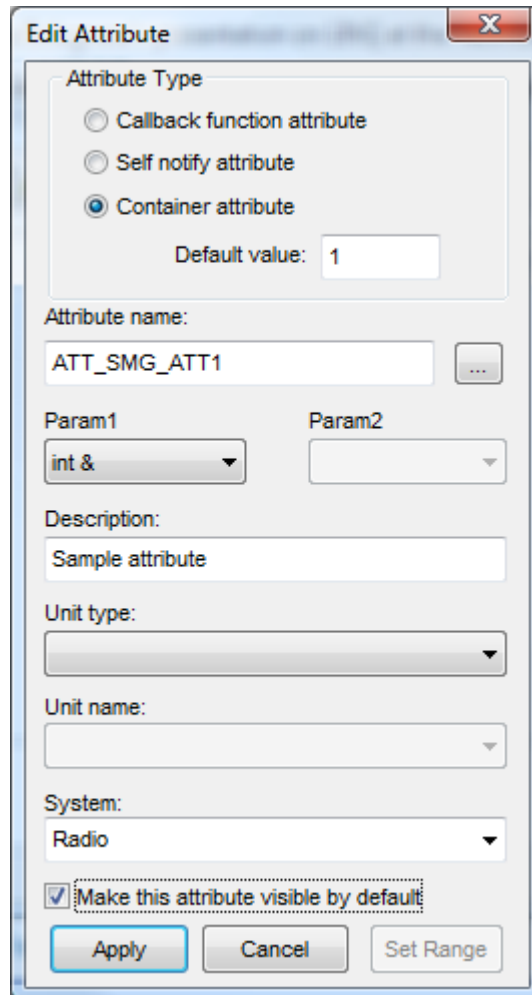 Edit Attribute
Attribute Type
Callback function attribute
Self notify attribute
Container attribute
Default value: 1
Attribute name:
ATT_SMG_ATT1 ...
Param1 Param2
int &
Description:
Sample attribute
Unit type:
Unit name:
System:
Radio
Make this attribute visible by default
Apply Cancel Set Range